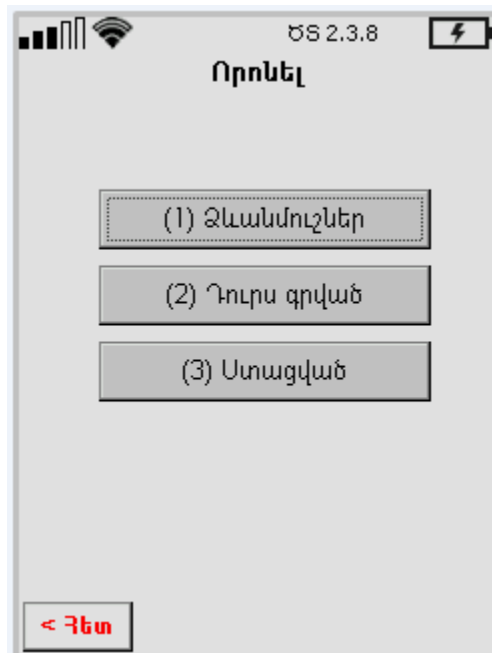 ԾՏ 2.3.8
Որոնել
(1) Ձևանմուշներ
(2) Դուրս գրված
(3) Ստացված
< Հետ